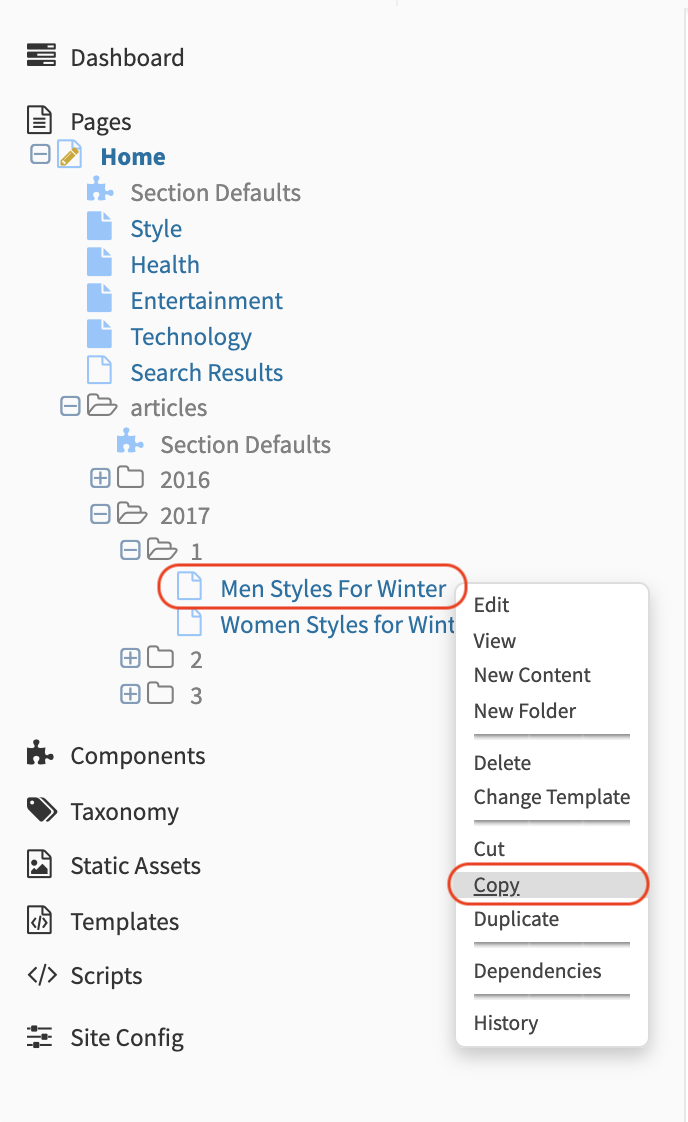 Dashboard
Pages
Home
Section Defaults
Style
Health
Entertainment
Technology
Search Results
articles
Section Defaults
2016
2017
1
Men Styles For Winter
Women Styles for Wint
2
3
Components
Taxonomy
Static Assets
Templates
Scripts
Site Config
Edit
View
New Content
New Folder
Delete
Change Template
Cut
Copy
Duplicate
Dependencies
History